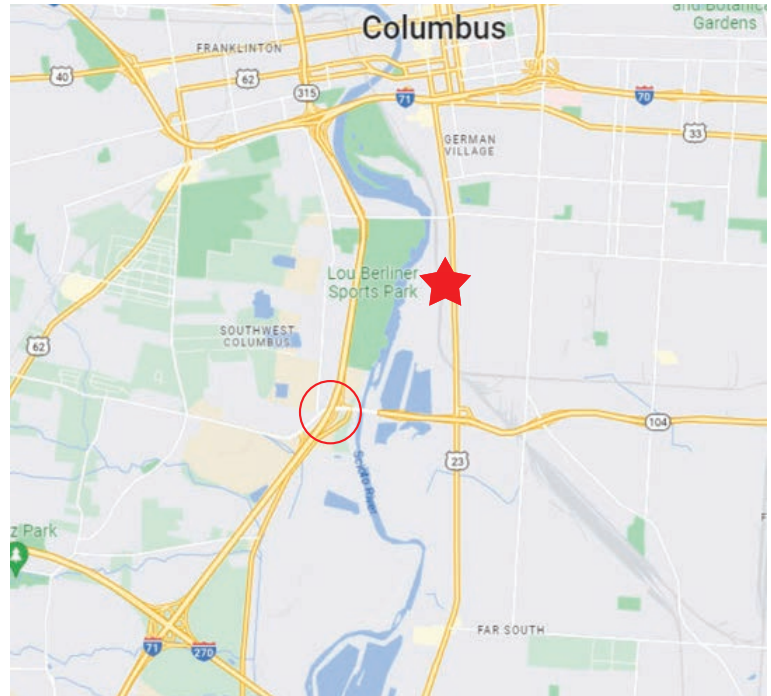 and Botanica
Gardens
Columbus
FRANKLINTON
40
62
315
71
70
33
GERMAN
VILLAGE
Lou Berliner
Sports Park
62
SOUTHWEST
COLUMBUS
104
23
Scioto River
z Park
71
270
FAR SOUTH
F